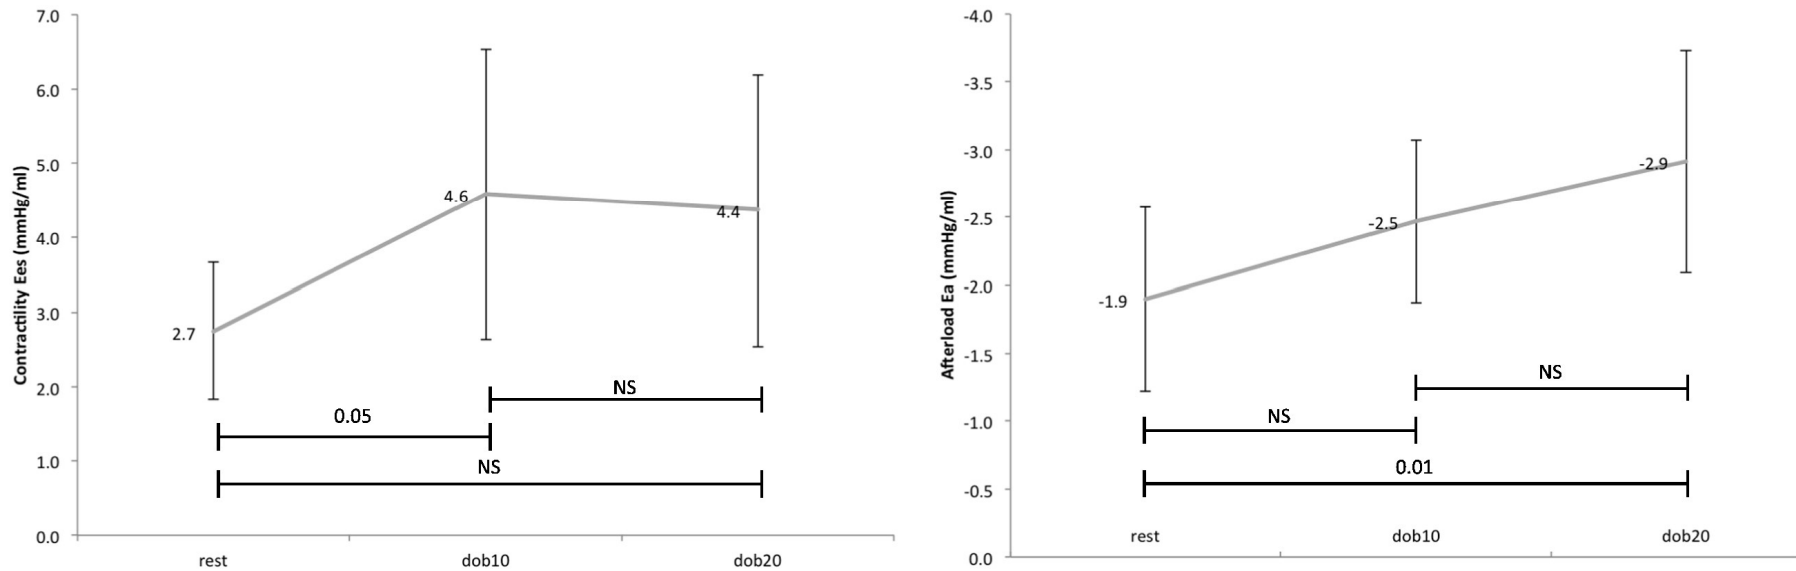 Contractility Ees (mmHg/ml)
7.0
6.0
5.0
4.0
3.0
2.0
1.0
0.0
2.7
4.6
4.4
0.05
NS
NS
rest
dob10
dob20
Afterload Ea (mmHg/ml)
-4.0
-3.5
-3.0
-2.5
-2.0
-1.5
-1.0
-0.5
0.0
-1.9
-2.5
-2.9
NS
NS
0.01
rest
dob10
dob20